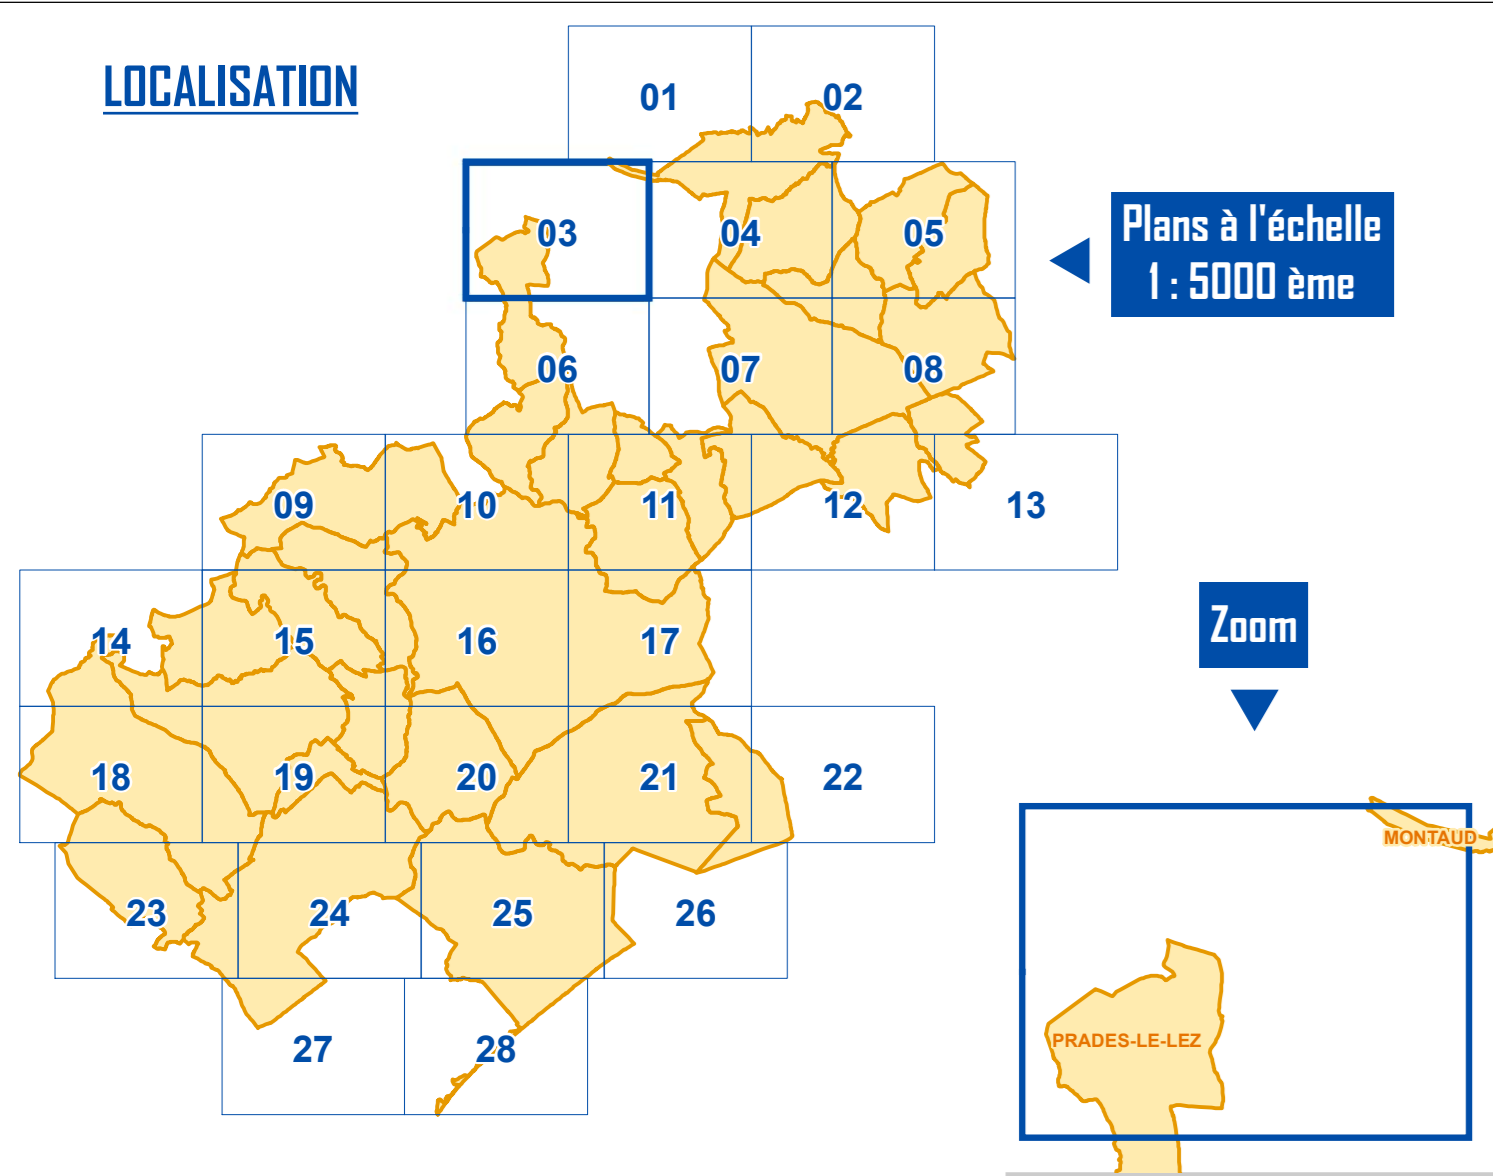 LOCALISATION
01 02
03 04 05
Plans à l'échelle
1 : 5000 ème
06 07 08
09 10 11 12 13
14 15 16 17
Zoom
18 19 20 21 22
MONTAUD
23 24 25 26
PRADES-LE-LEZ
27 28